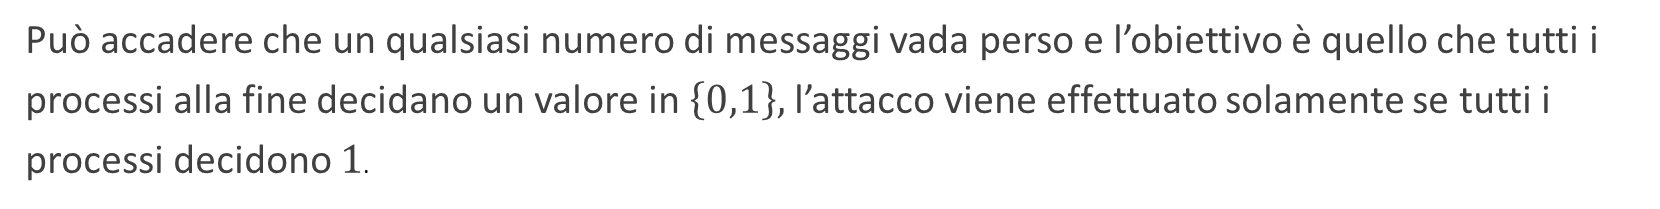 Può accadere che un qualsiasi numero di messaggi vada perso e l’obiettivo è quello che tutti i
processi alla fine decidano un valore in {0,1}, l’attacco viene effettuato solamente se tutti i
processi decidono 1.